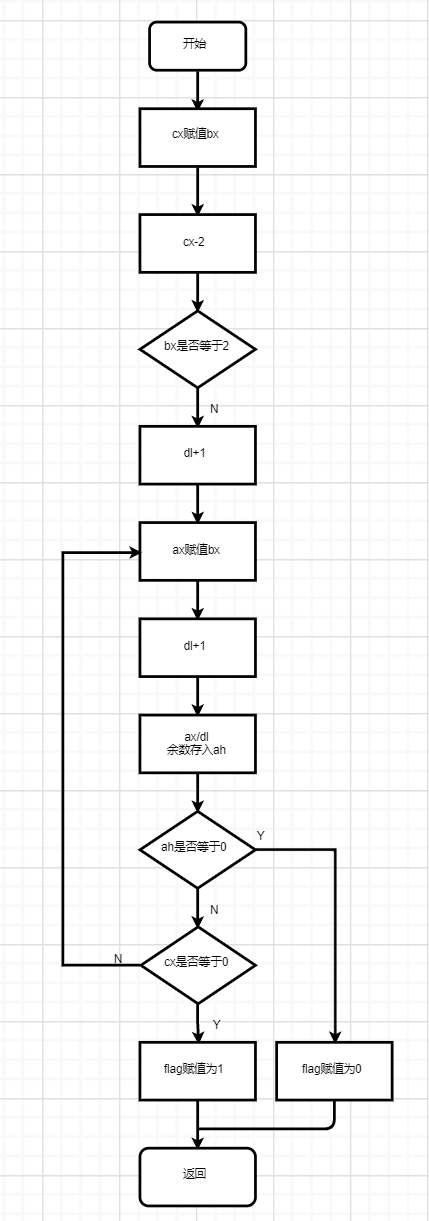 开始
cx赋值bx
cx-2
bx是否等于2
N
dl+1
ax赋值bx
dl+1
ax/dl
余数存入ah
ah是否等于0
Y
N
cx是否等于0
N
Y
flag赋值为1
flag赋值为0
返回